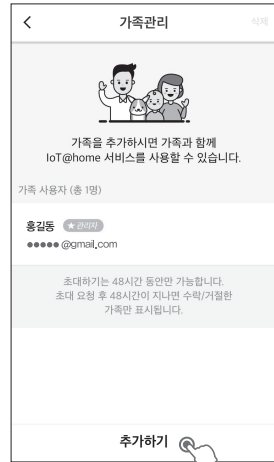 가족관리
삭제
가족을 추가하시면 가족과 함께
IoT@home 서비스를 사용할 수 있습니다.
가족 사용자 (총 1명)
홍길동 ★ 관리자
●●●●● @gmail.com
초대하기는 48시간 동안만 가능합니다.
초대 요청 후 48시간이 지나면 수락/거절한
가족만 표시됩니다.
추가하기